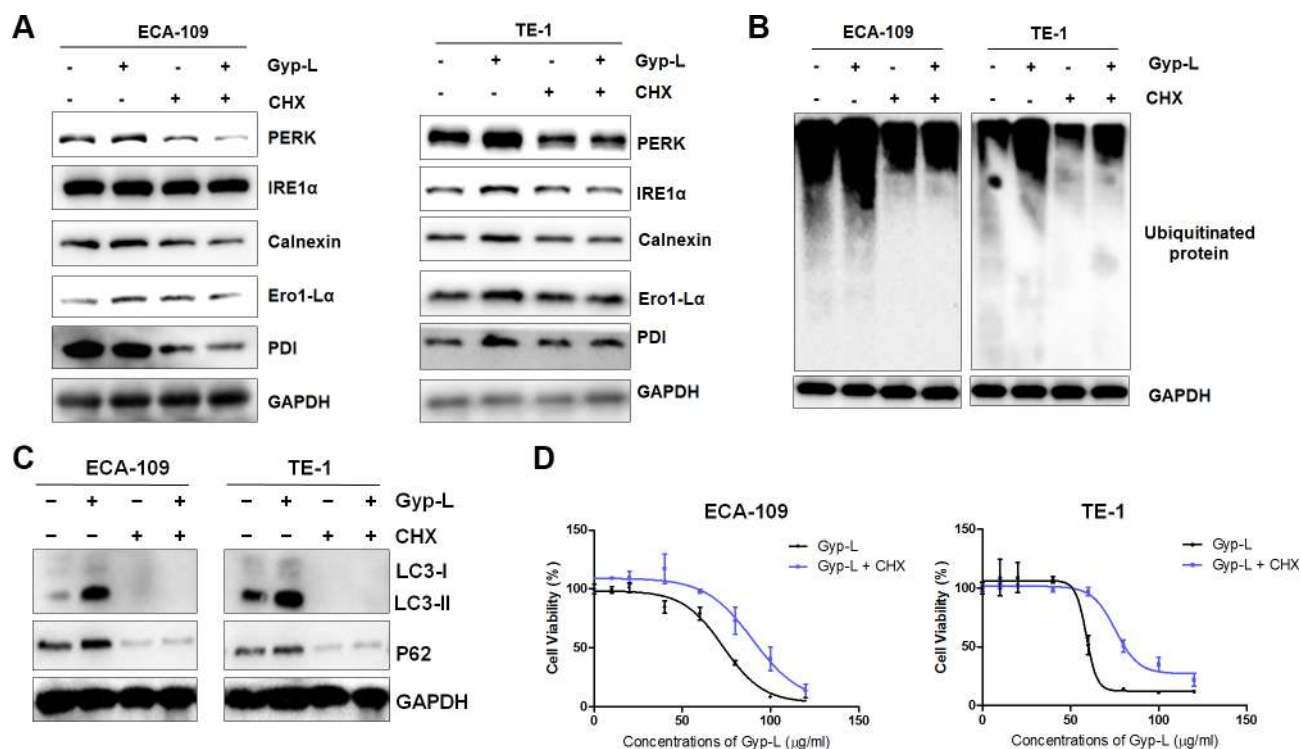 A
ECA-109
- + - + Gyp-L
- - + + CHX
PERK
IRE1α
Calnexin
Ero1-Lα
PDI
GAPDH
TE-1
- + - + Gyp-L
- - + + CHX
PERK
IRE1α
Calnexin
Ero1-Lα
PDI
GAPDH
B
ECA-109 TE-1
- + - + - + - + Gyp-L
- - + + - - + + CHX
Ubiquitinated
protein
GAPDH
C
ECA-109 TE-1
- + - + - + - + Gyp-L
- - + + - - + + CHX
LC3-I
LC3-II
P62
GAPDH
D
ECA-109
Gyp-L
Gyp-L + CHX
Cell Viability (%)
150
100
50
0
0 50 100 150
Concentrations of Gyp-L (μg/ml)
TE-1
Gyp-L
Gyp-L + CHX
Cell Viability (%)
150
100
50
0
0 50 100 150
Concentrations of Gyp-L (μg/ml)